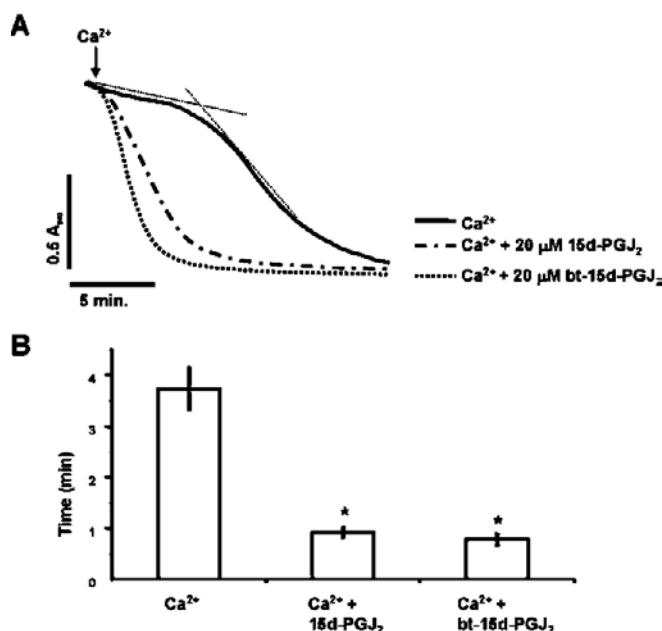 A
Ca²⁺
0.5 A
5 min.
Ca²⁺
Ca²⁺ + 20 µM 15d-PGJ₂
Ca²⁺ + 20 µM bt-15d-PGJ₂
B
Time (min)
4
3
2
1
0
Ca²⁺
Ca²⁺ +
15d-PGJ₂
Ca²⁺ +
bt-15d-PGJ₂
*
*